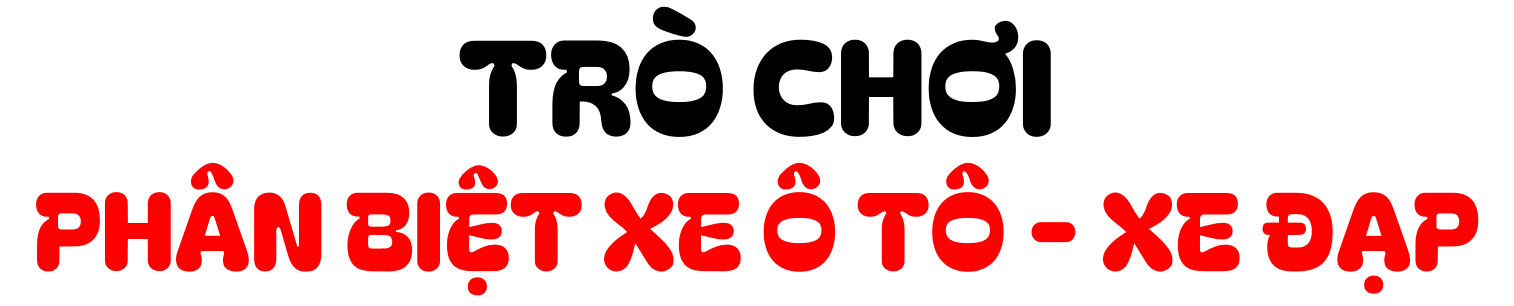 TRÒ CHƠI
PHÂN BIỆT XE Ô TÔ - XE ĐẠP